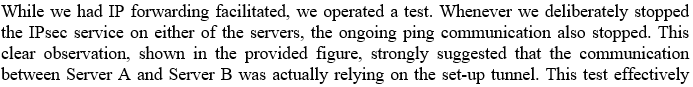 While we had IP forwarding facilitated, we operated a test. Whenever we deliberately stopped
the IPsec service on either of the servers, the ongoing ping communication also stopped. This
clear observation, shown in the provided figure, strongly suggested that the communication
between Server A and Server B was actually relying on the set-up tunnel. This test effectively